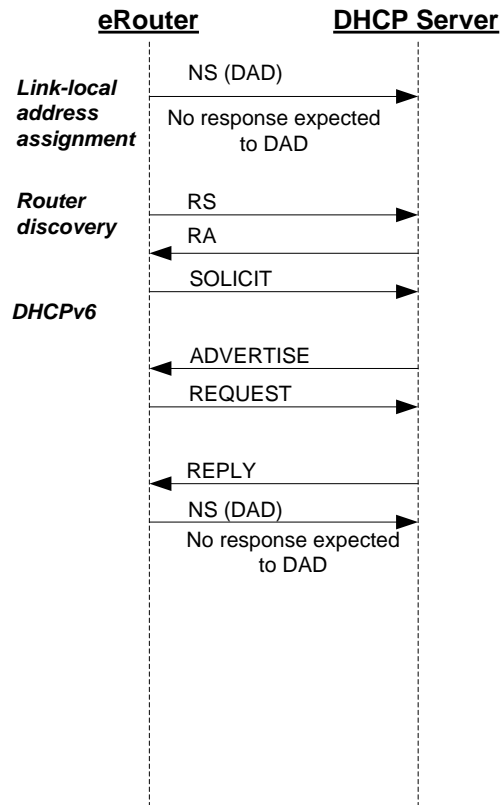 eRouter
DHCP Server
NS (DAD)
Link-local
address
assignment
No response expected
to DAD
Router
discovery
RS
RA
SOLICIT
DHCPv6
ADVERTISE
REQUEST
REPLY
NS (DAD)
No response expected
to DAD